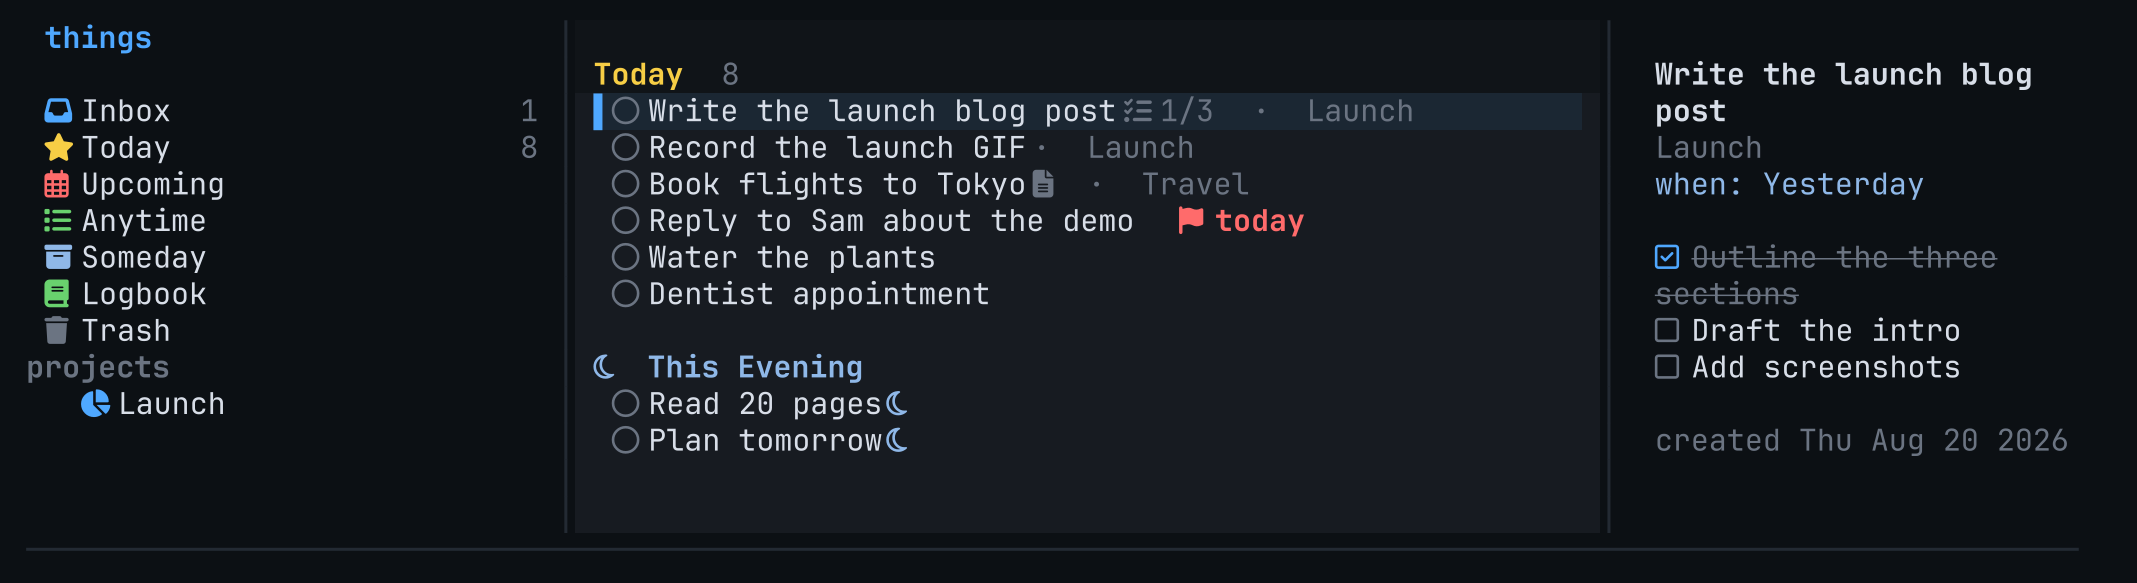 things
Inbox 1
Today 8
Upcoming
Anytime
Someday
Logbook
Trash
projects
Launch
Today 8
Write the launch blog post 1/3 · Launch
Record the launch GIF · Launch
Book flights to Tokyo · Travel
Reply to Sam about the demo today
Water the plants
Dentist appointment
This Evening
Read 20 pages
Plan tomorrow
Write the launch blog
post
Launch
when: Yesterday
Outline the three
sections
Draft the intro
Add screenshots
created Thu Aug 20 2026